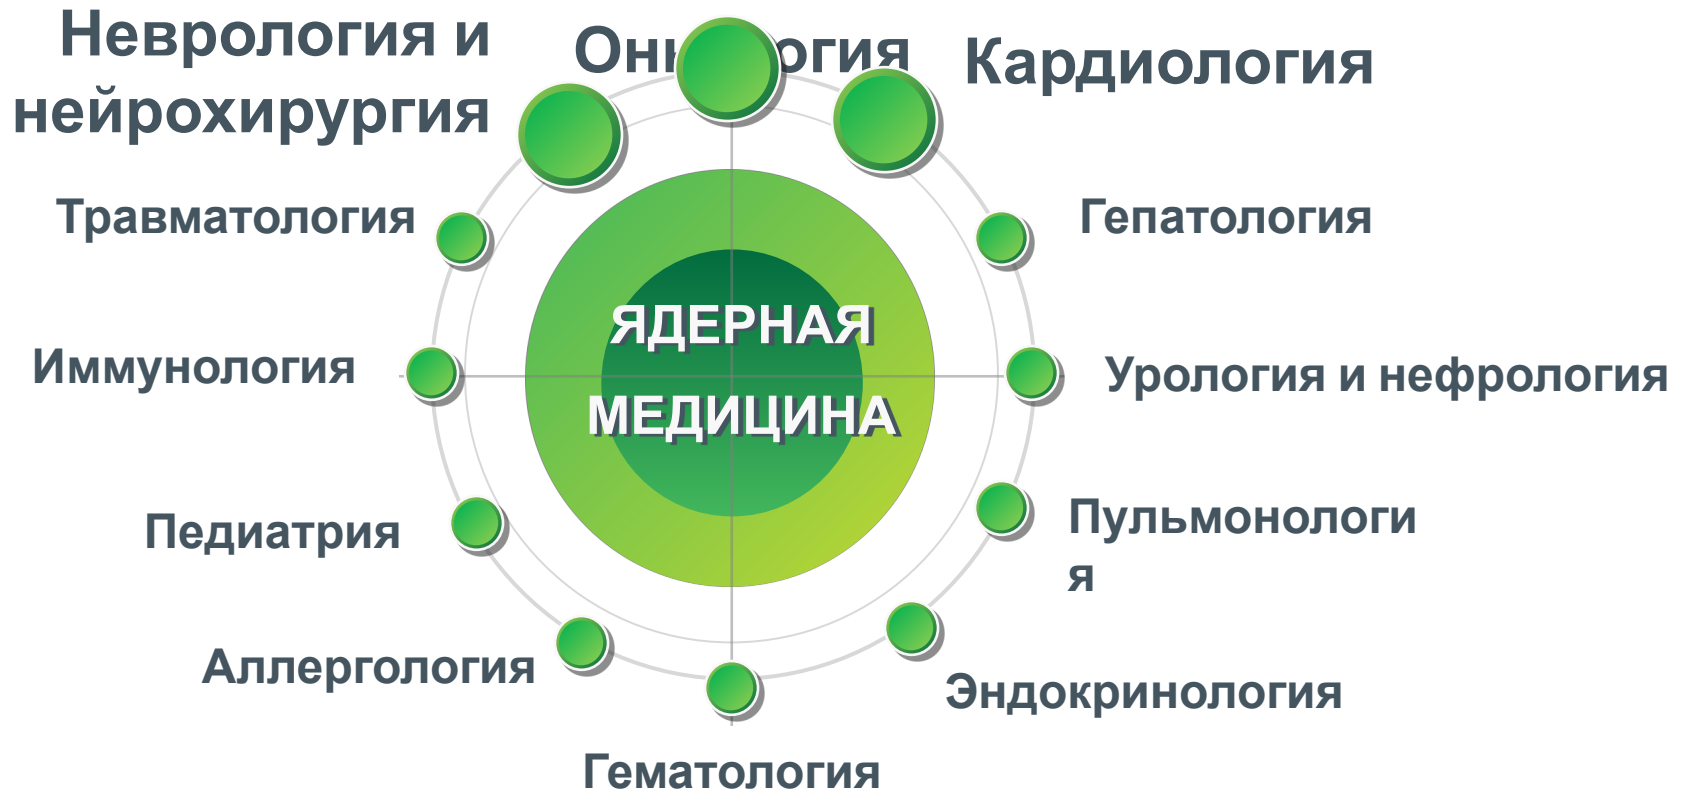 Неврология и
нейрохирургия
Кардиология
Травматология
Гепатология
ЯДЕРНАЯ
МЕДИЦИНА
Иммунология
Урология и нефрология
Педиатрия
Пульмонологи
я
Аллергология
Эндокринология
Гематология